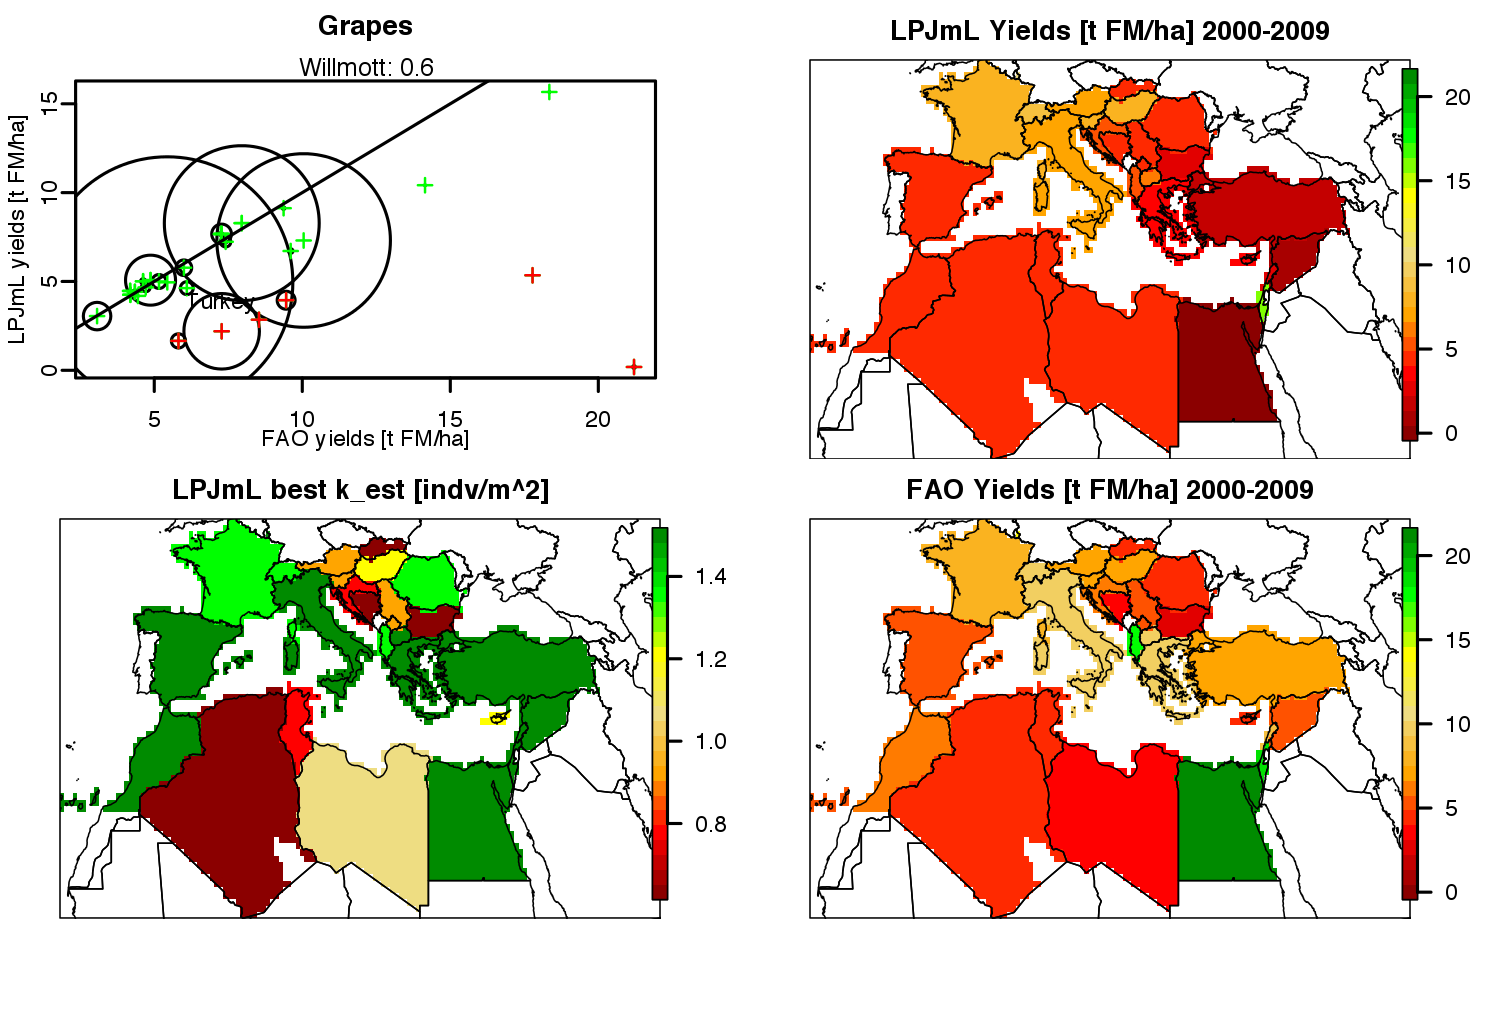 Grapes
Willmott: 0.6
LPJmL yields [t FM/ha]
15
10
5
0
Turkey
5
10
15
20
FAO yields [t FM/ha]
LPJmL Yields [t FM/ha] 2000-2009
20
15
10
5
0
LPJmL best k_est [indv/m^2]
1.4
1.2
1.0
0.8
FAO Yields [t FM/ha] 2000-2009
20
15
10
5
0